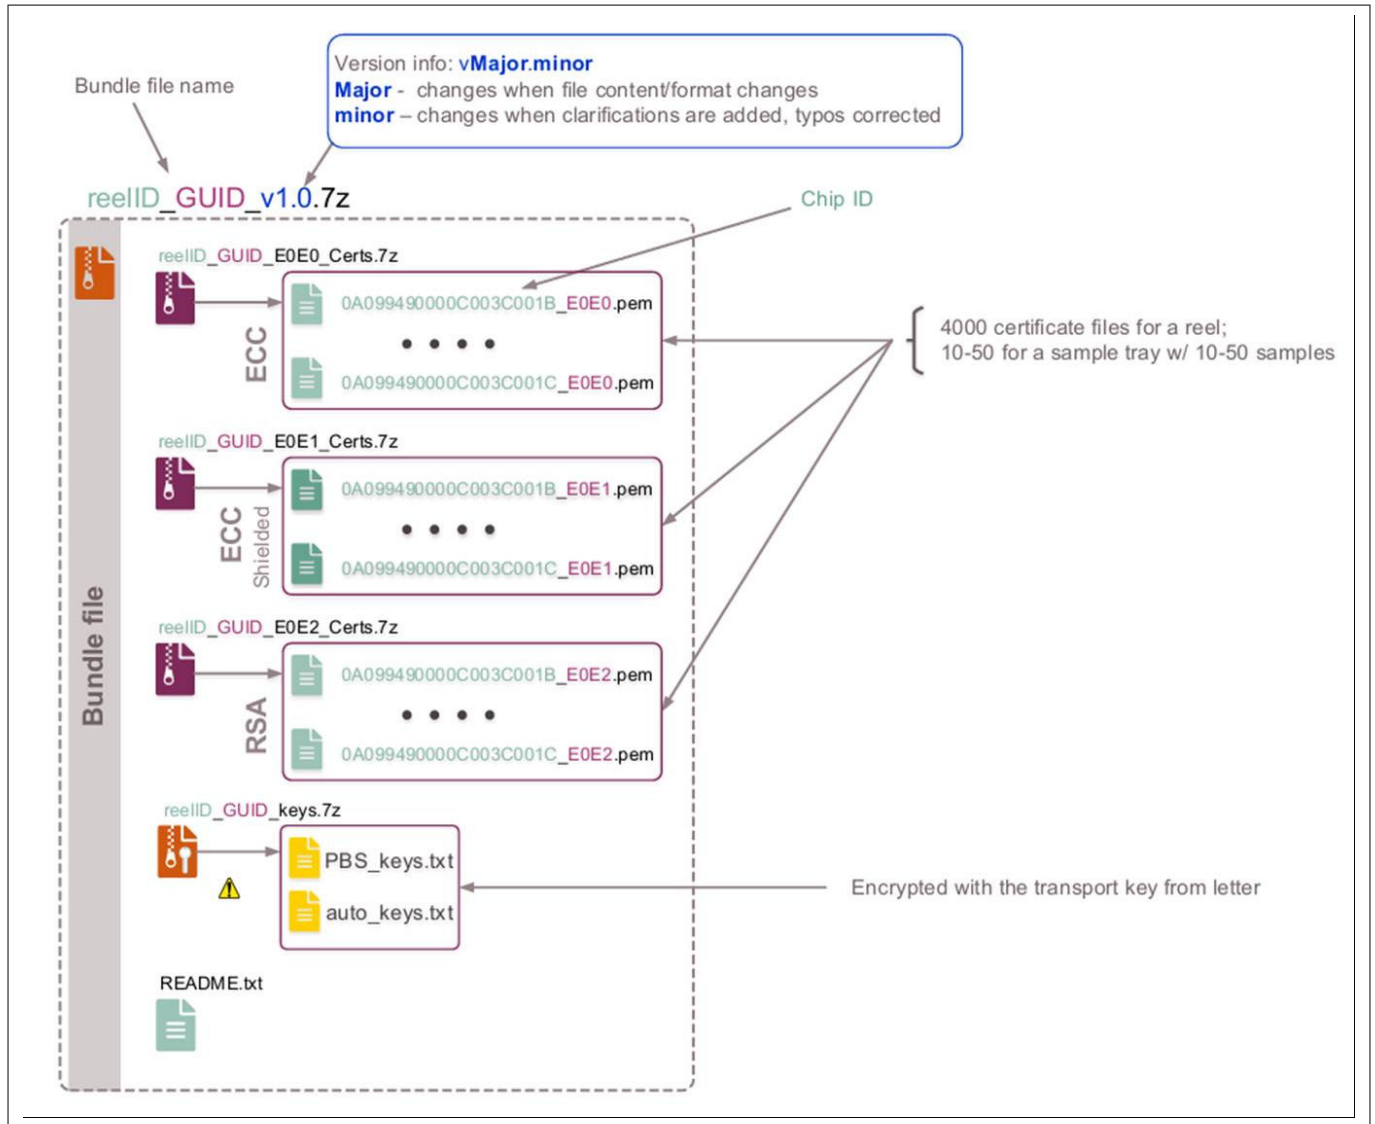 Version info: vMajor.minor
Major - changes when file content/format changes
minor – changes when clarifications are added, typos corrected
Bundle file name
reelID_GUID_v1.0.7z
Chip ID
reelID_GUID_E0E0_Certs.7z
0A099490000C003C001B_E0E0.pem
ECC
0A099490000C003C001C_E0E0.pem
4000 certificate files for a reel;
10-50 for a sample tray w/ 10-50 samples
reelID_GUID_E0E1_Certs.7z
0A099490000C003C001B_E0E1.pem
ECC
Shielded
0A099490000C003C001C_E0E1.pem
Bundle file
reelID_GUID_E0E2_Certs.7z
0A099490000C003C001B_E0E2.pem
RSA
0A099490000C003C001C_E0E2.pem
reelID_GUID_keys.7z
PBS_keys.txt
auto_keys.txt
Encrypted with the transport key from letter
README.txt